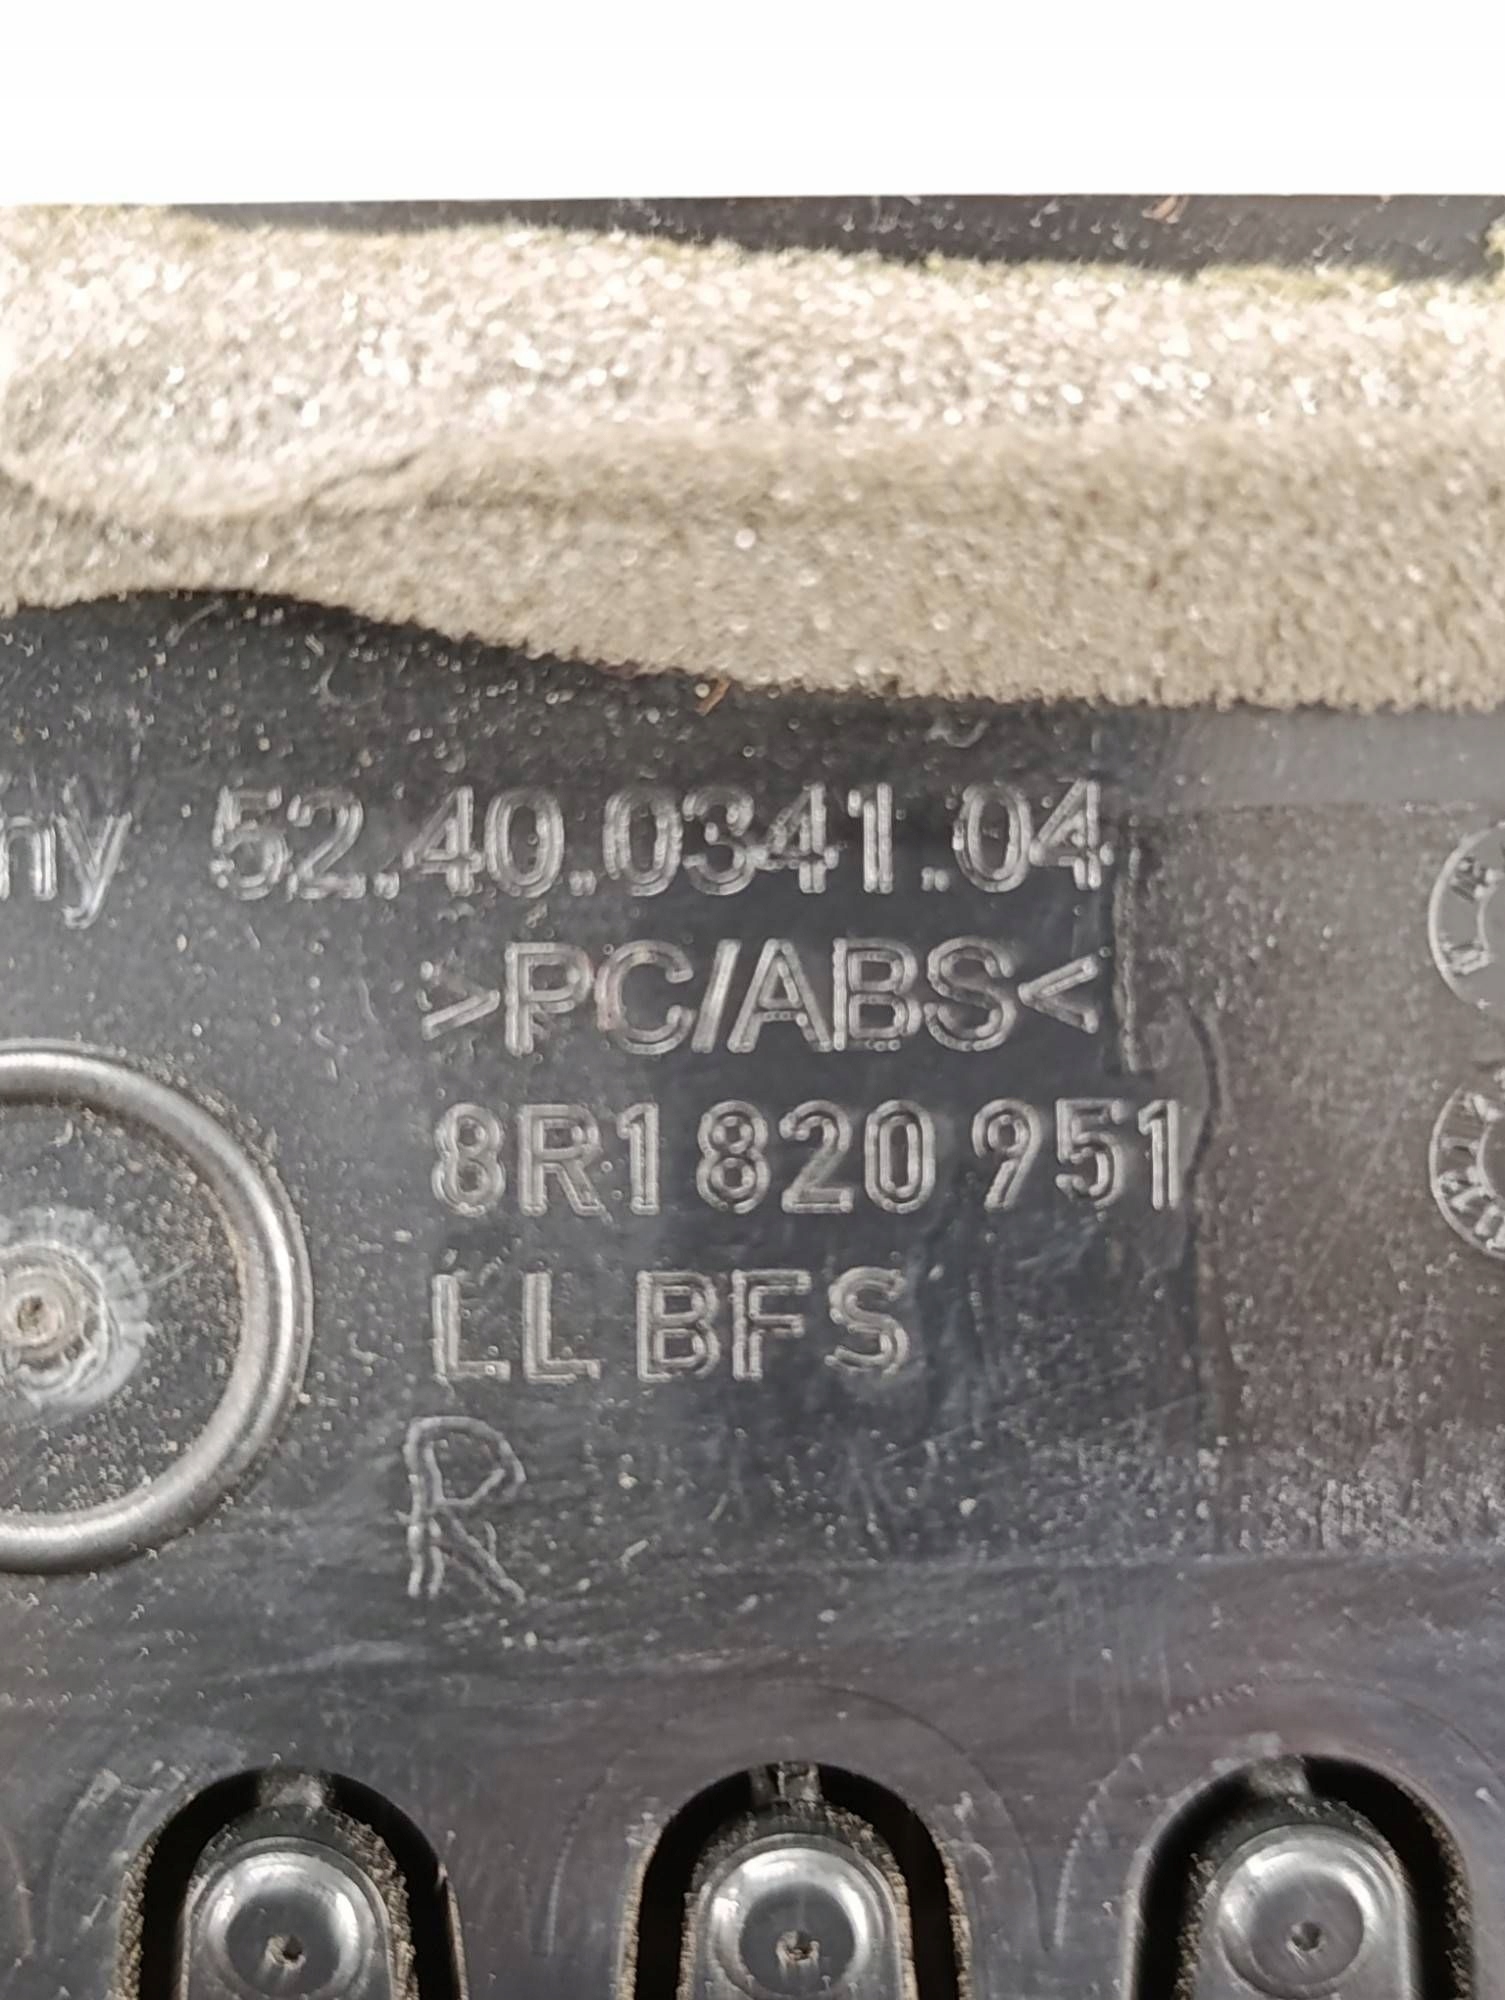 ny 52.40.0341.04
>PC/ABS<
8R1 820 951
LL BFS
R